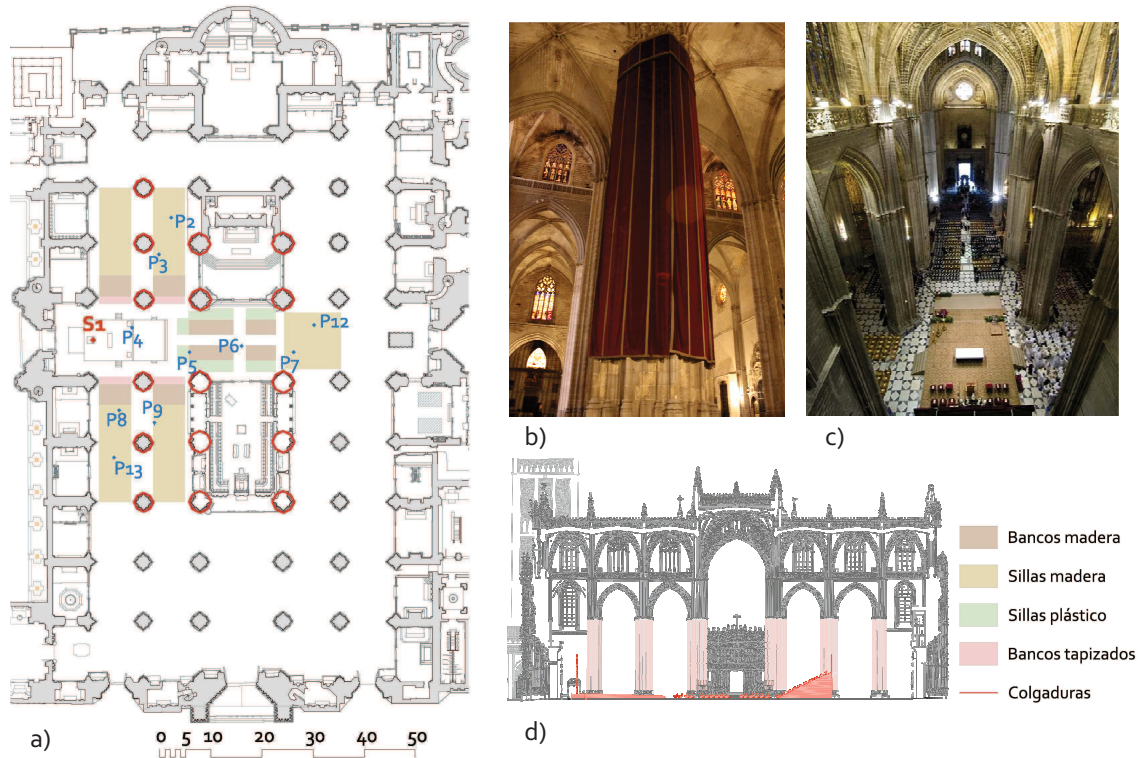 P2
P3
S1
P4
P12
P5
P6
P7
P8
P9
P13
0 5 10 20 30 40 50
a)
b)
c)
d)
Bancos madera
Sillas madera
Sillas plástico
Bancos tapizados
Colgaduras